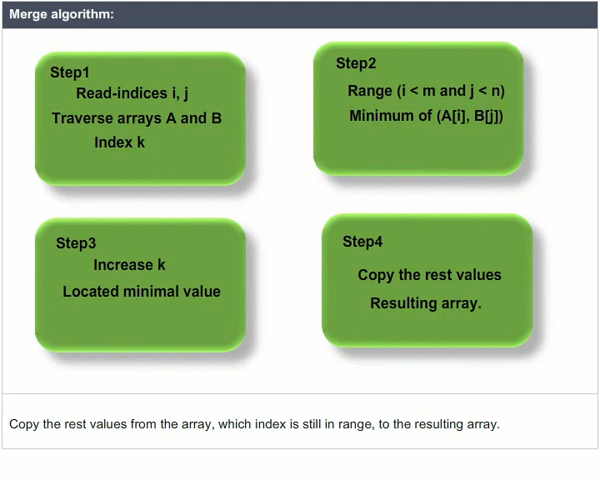 Merge algorithm:
Step1
Read-indices i, j
Traverse arrays A and B
Index k
Step2
Range (i < m and j < n)
Minimum of (A[i], B[j])
Step3
Increase k
Located minimal value
Step4
Copy the rest values
Resulting array.
Copy the rest values from the array, which index is still in range, to the resulting array.